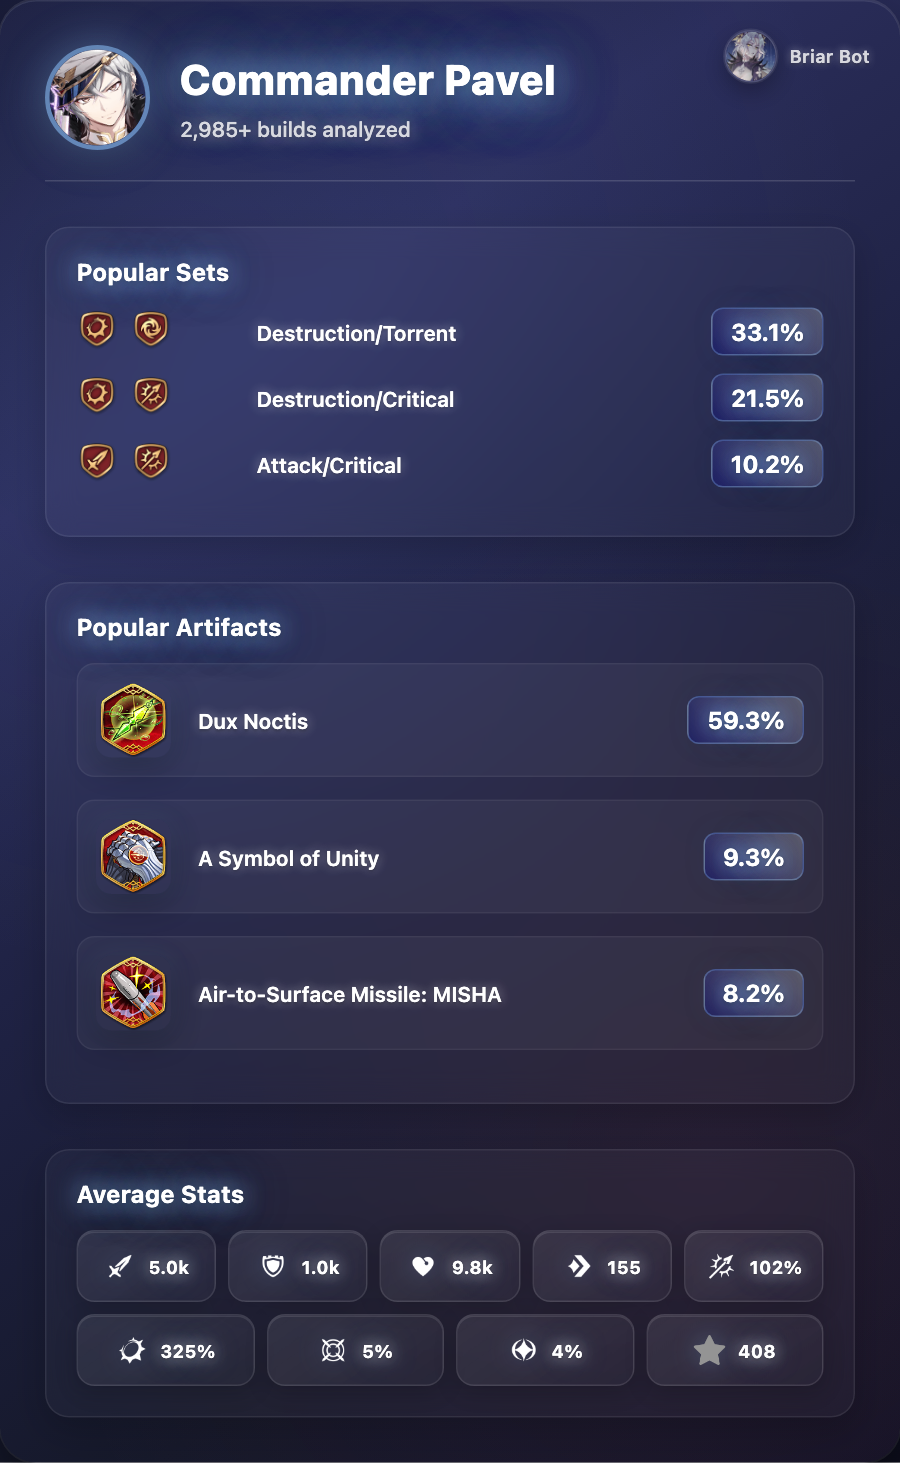 Commander Pavel
2,985+ builds analyzed
Briar Bot
Popular Sets
Destruction/Torrent 33.1%
Destruction/Critical 21.5%
Attack/Critical 10.2%
Popular Artifacts
Dux Noctis 59.3%
A Symbol of Unity 9.3%
Air-to-Surface Missile: MISHA 8.2%
Average Stats
5.0k 1.0k 9.8k 155 102%
325% 5% 4% 408